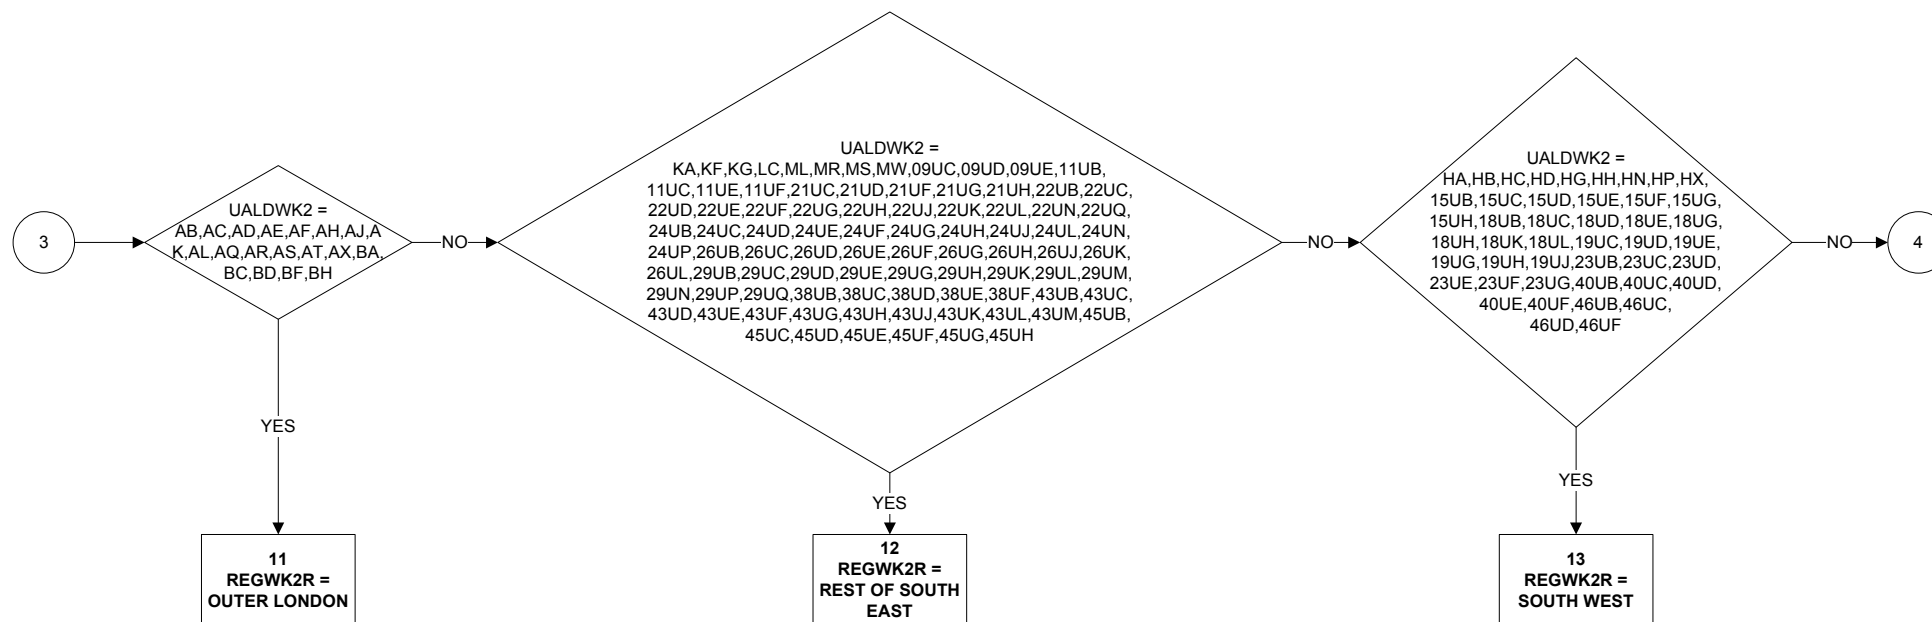 3
UALDWK2 =
AB,AC,AD,AE,AF,AH,AJ,A
K,AL,AQ,AR,AS,AT,AX,BA,
BC,BD,BF,BH
NO
YES
11
REGWK2R =
OUTER LONDON
UALDWK2 =
KA,KF,KG,LC,ML,MR,MS,MW,09UC,09UD,09UE,11UB,
11UC,11UE,11UF,21UC,21UD,21UF,21UG,21UH,22UB,22UC,
22UD,22UE,22UF,22UG,22UH,22UJ,22UK,22UL,22UN,22UQ,
24UB,24UC,24UD,24UE,24UF,24UG,24UH,24UJ,24UL,24UN,
24UP,26UB,26UC,26UD,26UE,26UF,26UG,26UH,26UJ,26UK,
26UL,29UB,29UC,29UD,29UE,29UG,29UH,29UK,29UL,29UM,
29UN,29UP,29UQ,38UB,38UC,38UD,38UE,38UF,43UB,43UC,
43UD,43UE,43UF,43UG,43UH,43UJ,43UK,43UL,43UM,45UB,
45UC,45UD,45UE,45UF,45UG,45UH
NO
YES
12
REGWK2R =
REST OF SOUTH
EAST
UALDWK2 =
HA,HB,HC,HD,HG,HH,HN,HP,HX,
15UB,15UC,15UD,15UE,15UF,15UG,
15UH,18UB,18UC,18UD,18UE,18UG,
18UH,18UK,18UL,19UC,19UD,19UE,
19UG,19UH,19UJ,23UB,23UC,23UD,
23UE,23UF,23UG,40UB,40UC,40UD,
40UE,40UF,46UB,46UC,
46UD,46UF
NO
YES
13
REGWK2R =
SOUTH WEST
4